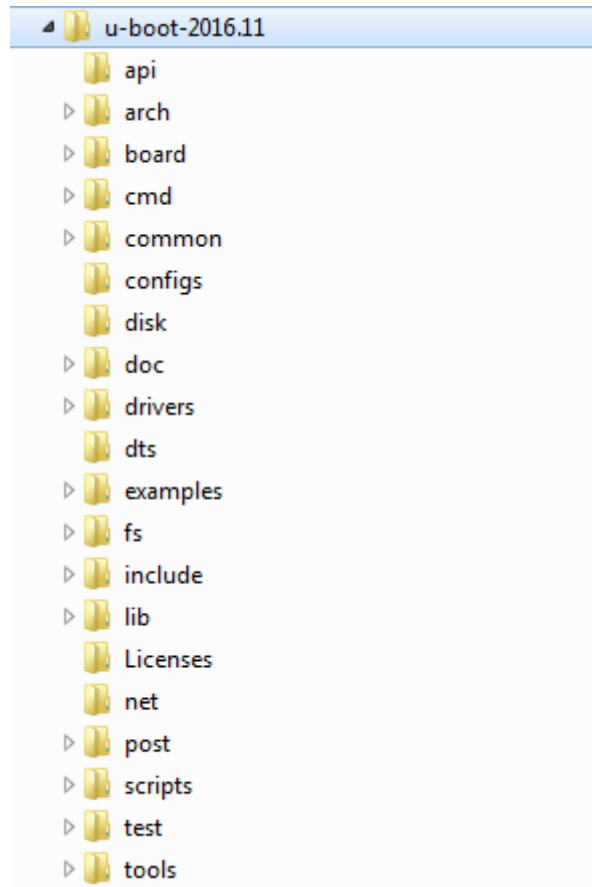 u-boot-2016.11
api
arch
board
cmd
common
configs
disk
doc
drivers
dts
examples
fs
include
lib
Licenses
net
post
scripts
test
tools